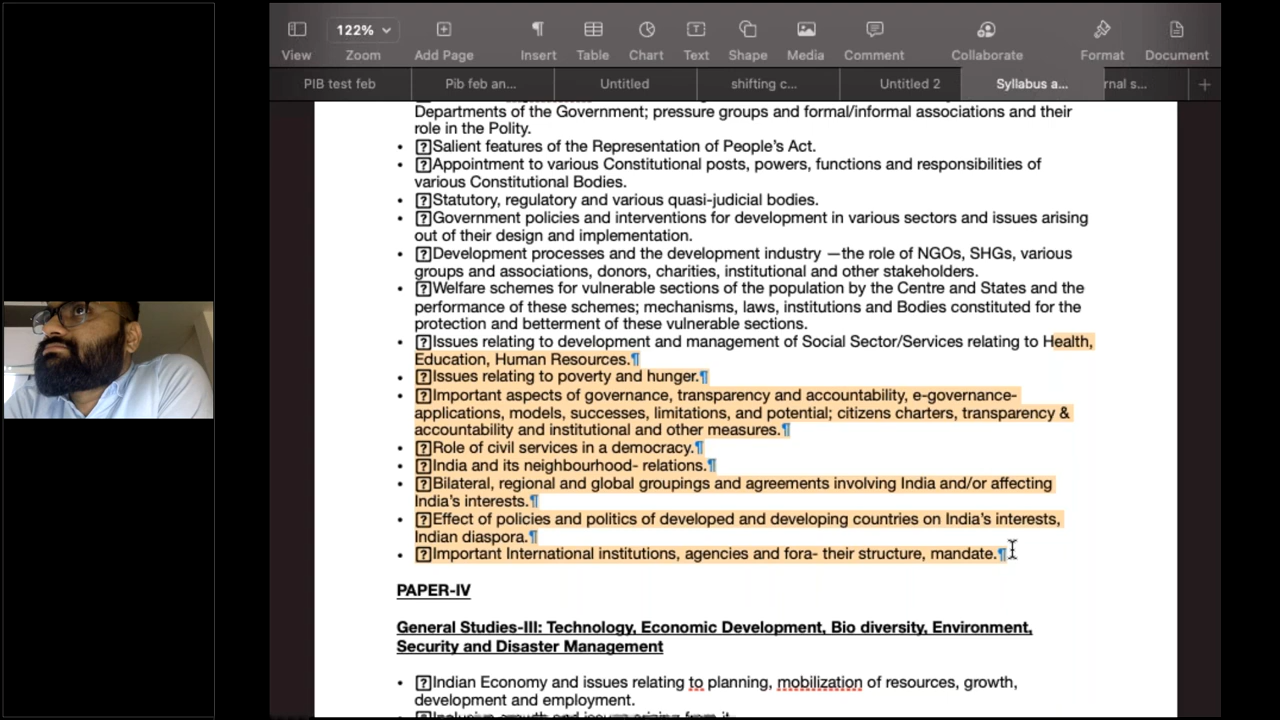 122%
View
Zoom
Add Page
Insert
Table
Chart
Text
Shape
Media
Comment
Collaborate
Format
Document
PIB test feb
Pib feb an...
Untitled
shifting c...
Untitled 2
Syllabus a...
rnal s...
Departments of the Government; pressure groups and formal/informal associations and their
role in the Polity.
• Salient features of the Representation of People's Act.
• Appointment to various Constitutional posts, powers, functions and responsibilities of
various Constitutional Bodies.
• Statutory, regulatory and various quasi-judicial bodies.
• Government policies and interventions for development in various sectors and issues arising
out of their design and implementation.
• Development processes and the development industry —the role of NGOs, SHGs, various
groups and associations, donors, charities, institutional and other stakeholders.
• Welfare schemes for vulnerable sections of the population by the Centre and States and the
performance of these schemes; mechanisms, laws, institutions and Bodies constituted for the
protection and betterment of these vulnerable sections.
• Issues relating to development and management of Social Sector/Services relating to Health,
Education, Human Resources.¶
• Issues relating to poverty and hunger.¶
• Important aspects of governance, transparency and accountability, e-governance-
applications, models, successes, limitations, and potential; citizens charters, transparency &
accountability and institutional and other measures.¶
• Role of civil services in a democracy.¶
• India and its neighbourhood- relations.¶
• Bilateral, regional and global groupings and agreements involving India and/or affecting
India's interests.¶
• Effect of policies and politics of developed and developing countries on India's interests,
Indian diaspora.¶
• Important International institutions, agencies and fora- their structure, mandate.¶
PAPER-IV
General Studies-III: Technology, Economic Development, Bio diversity, Environment,
Security and Disaster Management
• Indian Economy and issues relating to planning, mobilization of resources, growth,
development and employment.